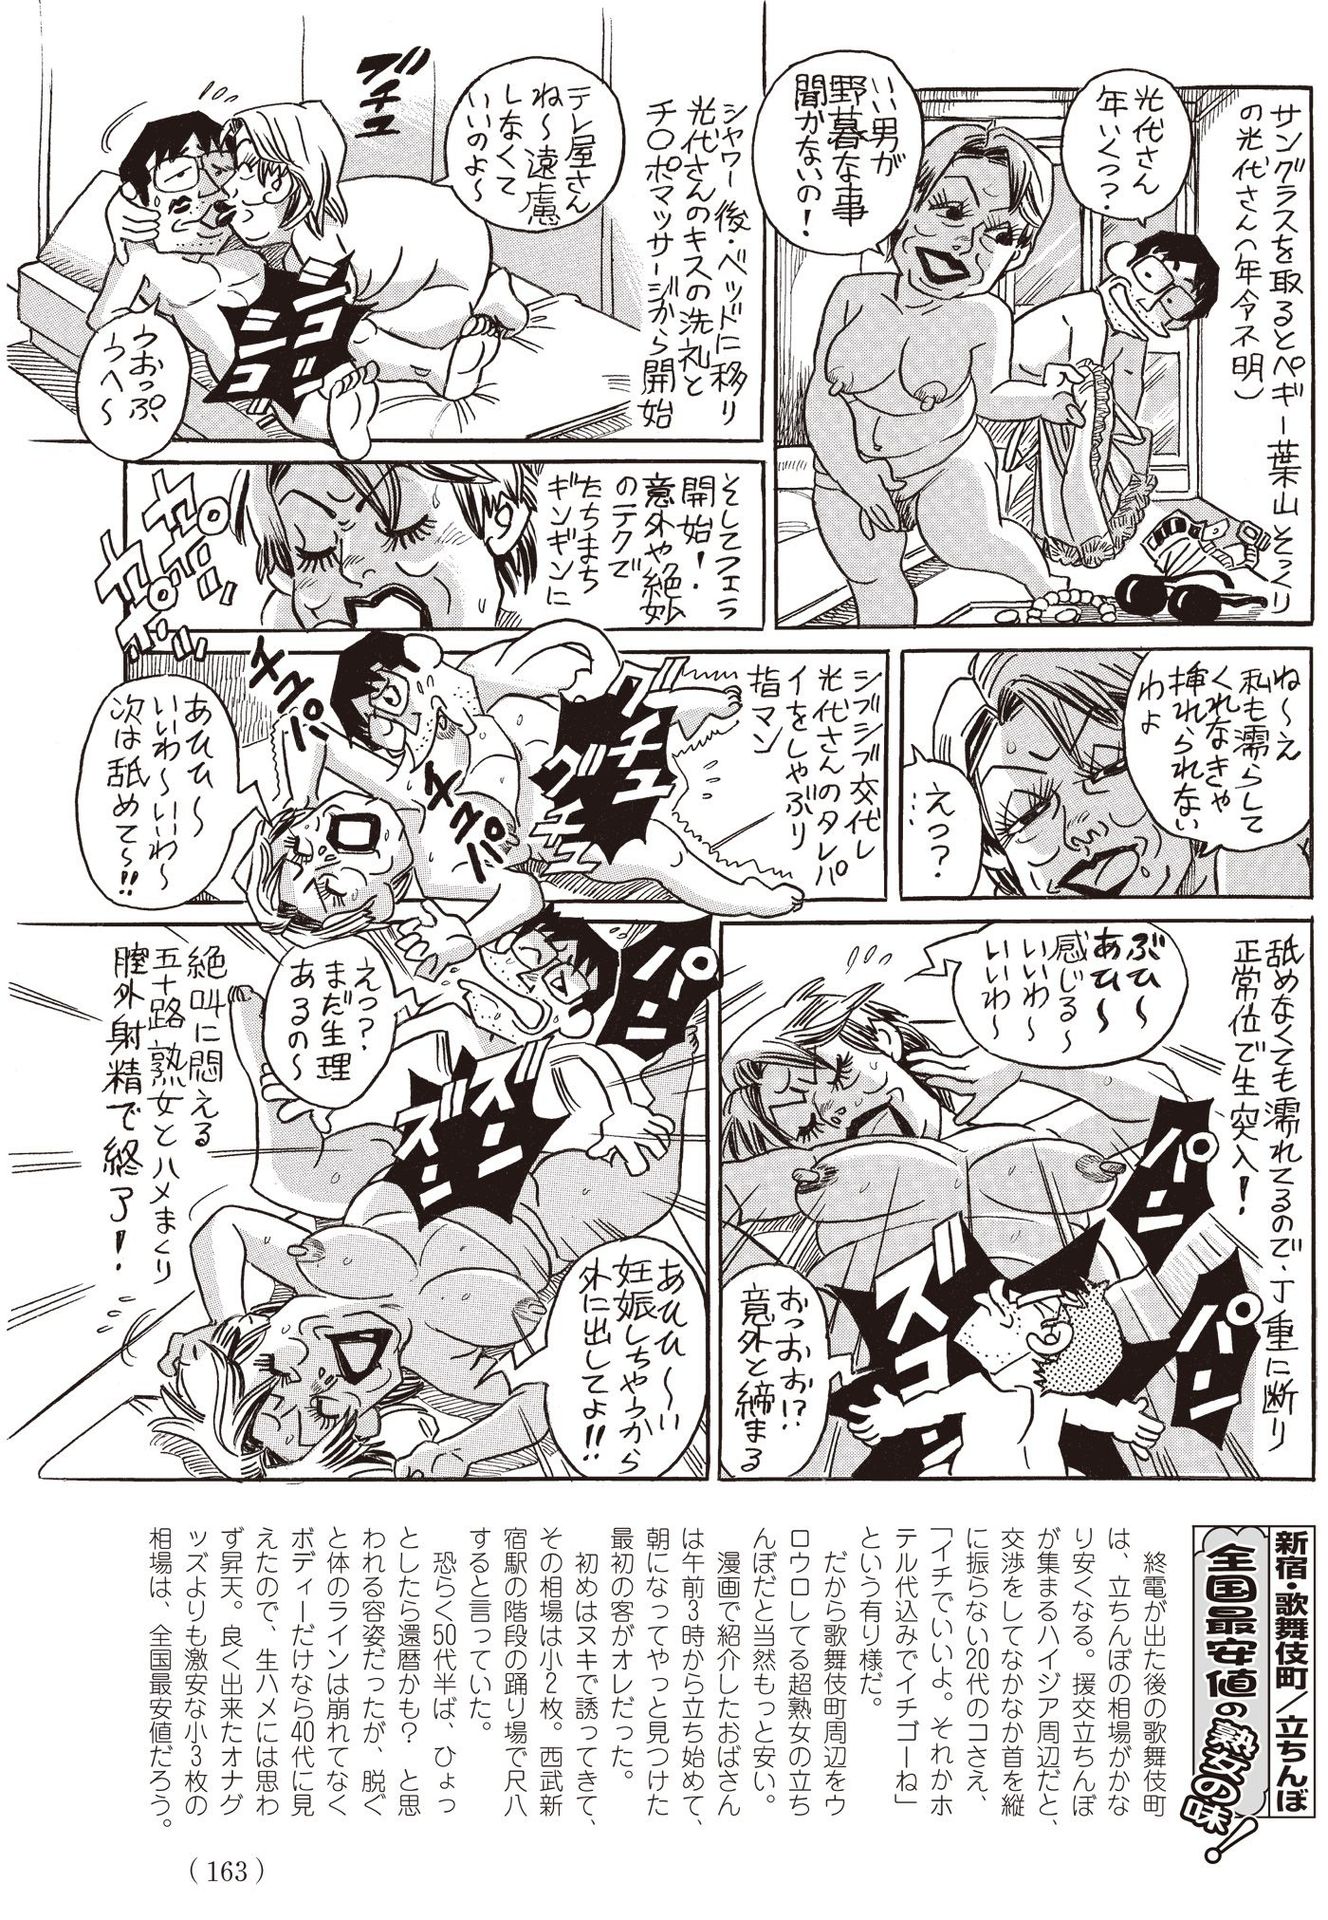 サングラスを取るとペギー葉山そっくり
の光代さん(年令不明)
光代さん
年いくつ?
いい男が
野暮な事
聞かないの!
シャワー後・ベッドに移り
光代さんのキスの洗礼と
チ〇ポマッサージから開始
テレ屋さん
ね〜遠慮
しなくて
いいのよ〜
ブチュ
ニコニコ
うおっぷ
うへ〜
そしてフェラ
開始!
意外や絶妙
のテクで
たちまち
ギンギンに
ね〜え
私も濡らして
くれなきゃ
挿れられない
わよ
えっ?
…
シブシブ交代し
光代さんのタレパ
イをしゃぶり
指マン
チュパ
チュパ
グチュ
グチュ
あひひ〜
いいわ〜いいわ〜
次は舐めて〜!!
舐めなくても濡れてるので、丁重に断り
正常位で生突入!
ぶひ〜
あひ〜
感じる〜
いいわ〜
いいわ〜
パン
パン
ズコン
おっおお!?
意外と締まる
パン
パン
ズン
ズン
えっ?
まだ生理
あるの〜
あひひ〜い
妊娠しちゃうから
外に出してよ!!
絶叫に悶える
五十路熟女とハメまくり
膣外射精で終了!
新宿・歌舞伎町/立ちんぼ
全国最安値の熟女の味!
終電が出た後の歌舞伎町
は、立ちんぼの相場がかな
り安くなる。援交立ちんぼ
が集まるハイジア周辺だと、
交渉をしてなかなか首を縦
に振らない20代のコさえ、
「イチでいいよ。それかホ
テル代込みでイチゴーね」
という有り様だ。
だから歌舞伎町周辺をウ
ロウロしてる超熟女の立ち
んぼだと当然もっと安い。
漫画で紹介したおばさん
は午前3時から立ち始めて、
朝になってやっと見つけた
最初の客がオレだった。
初めはヌキで誘ってきて、
その相場は小2枚。西武新
宿駅の階段の踊り場で尺八
すると言っていた。
恐らく50代半ば、ひょっ
としたら還暦かも? と思
われる容姿だったが、脱ぐ
と体のラインは崩れてなく
ボディーだけなら40代に見
えたので、生ハメには思わ
ず昇天。良く出来たオナグ
ッズよりも激安な小3枚の
相場は、全国最安値だろう。
(163)